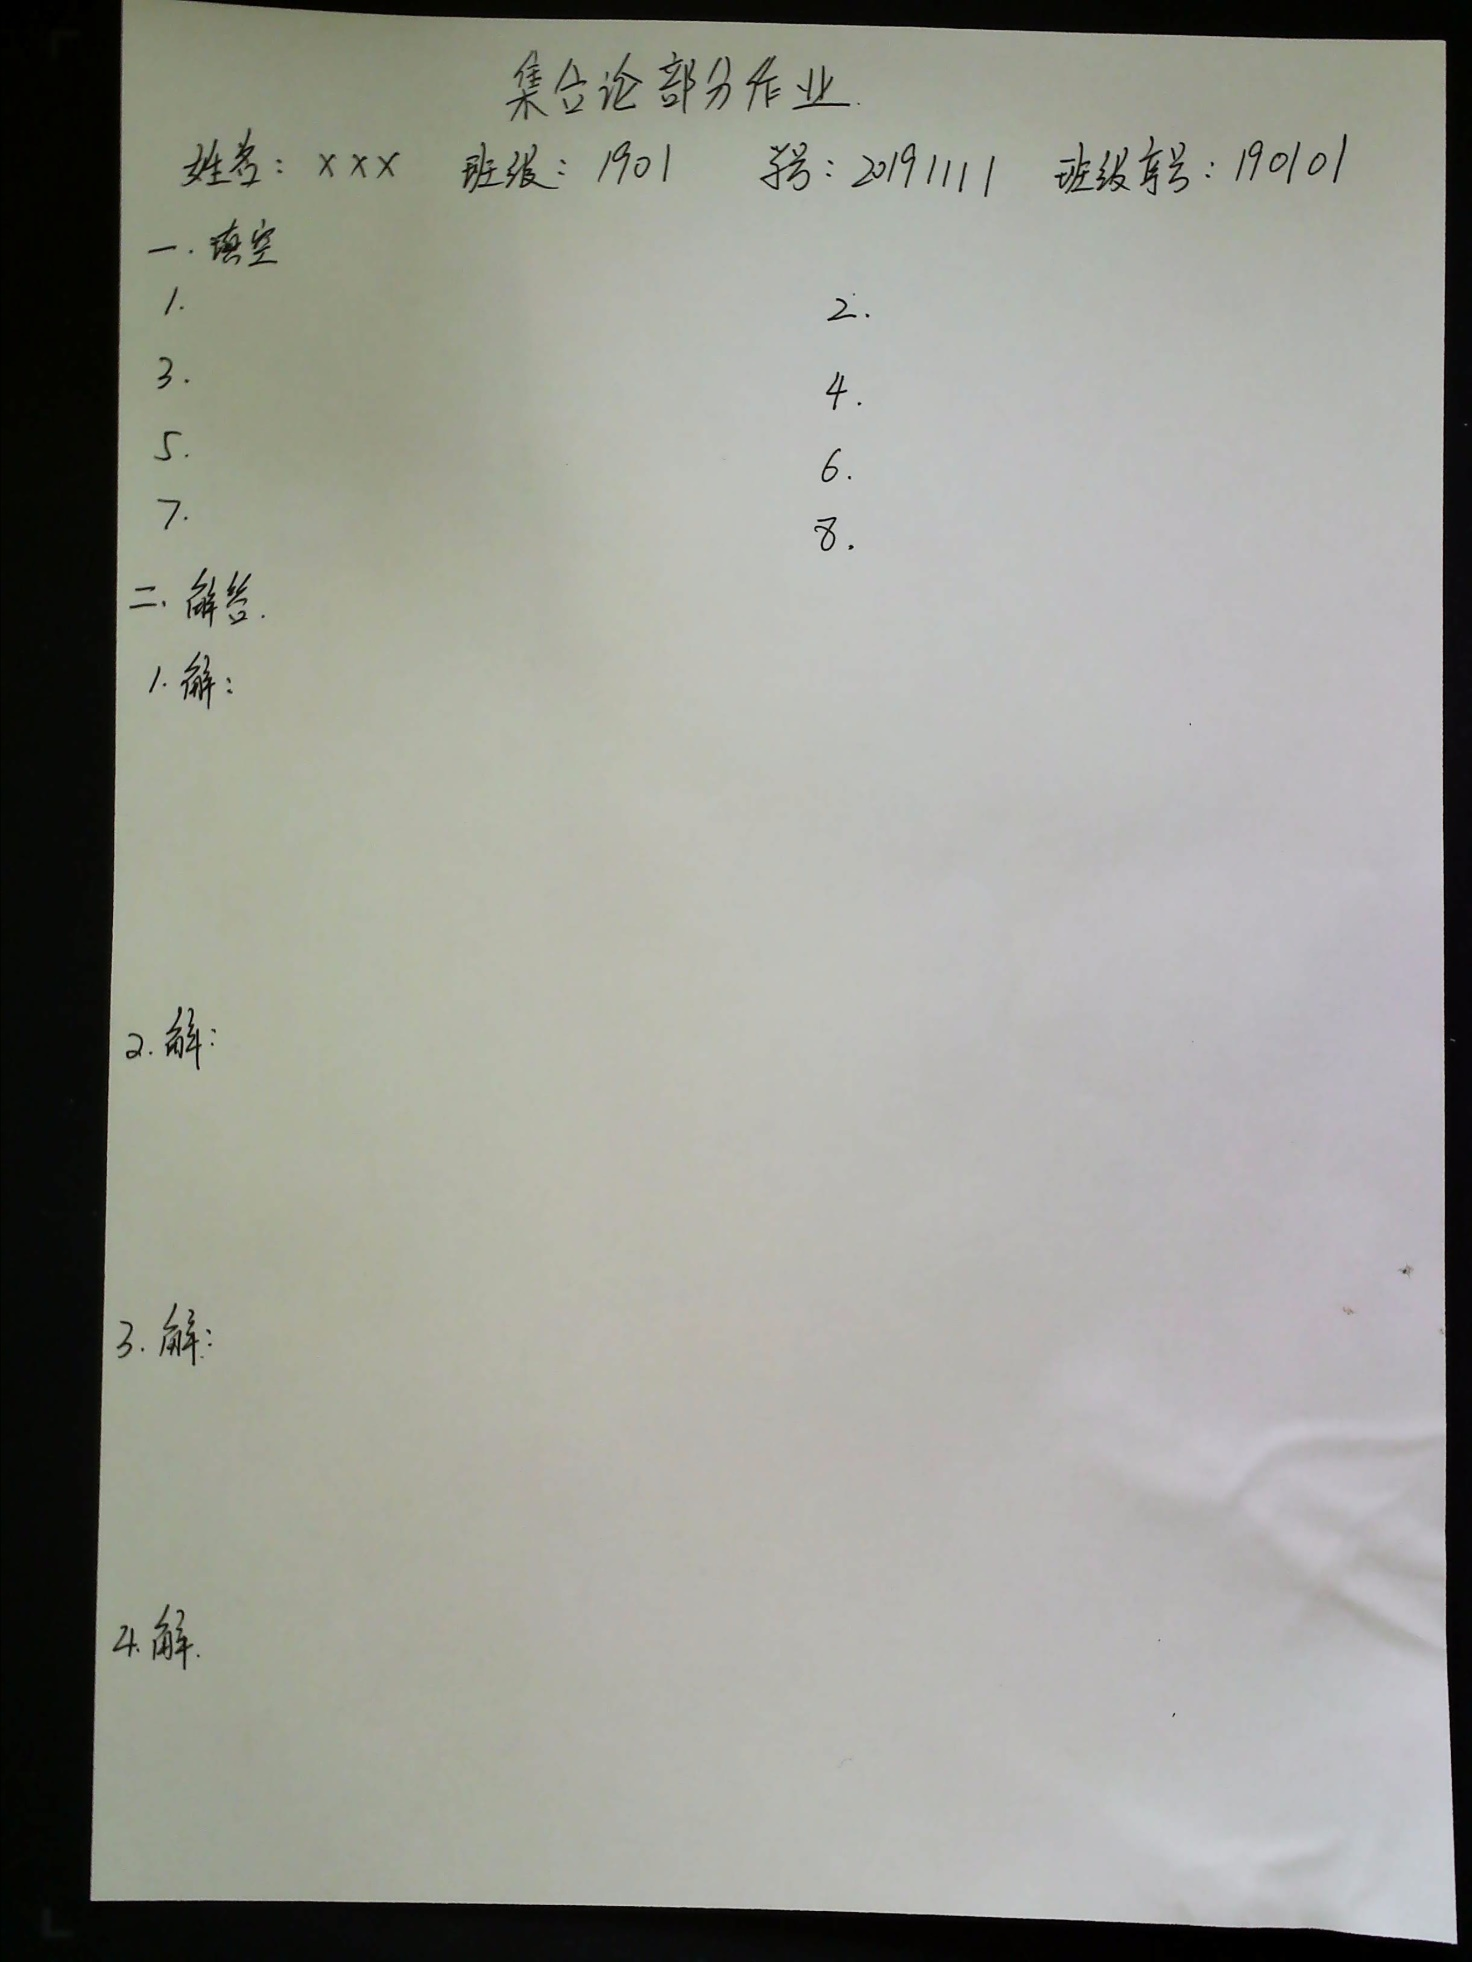 集合论部分作业.
姓名：××× 班级：1901 学号：20191111 班级序号：190101
一.填空
1. 2.
3. 4.
5. 6.
7. 8.
二.解答.
1.解：
2.解：
3.解：
4.解.